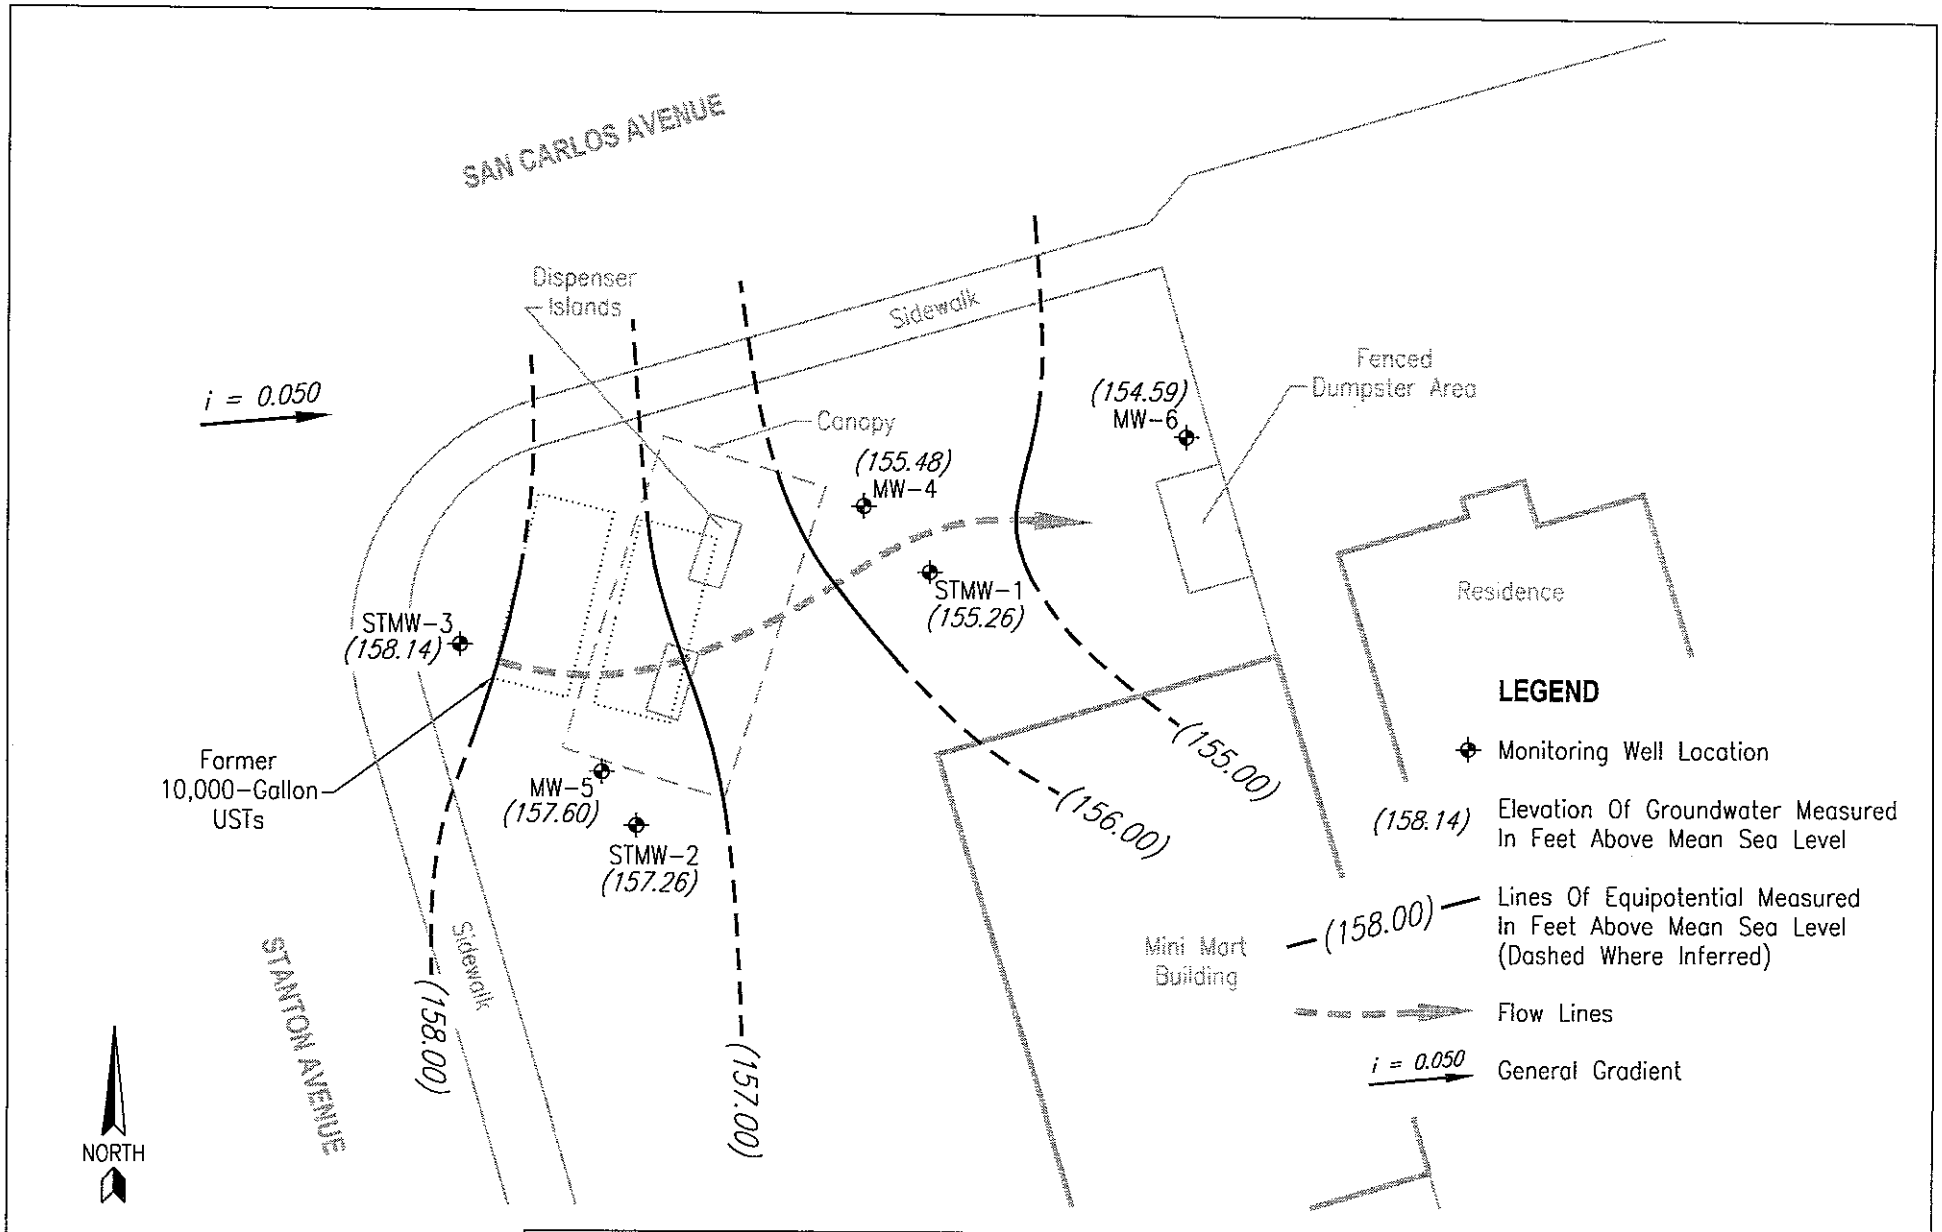 SAN CARLOS AVENUE
Dispenser
Islands
Sidewalk
i = 0.050
Canopy
(154.59)
MW-6
Fenced
Dumpster Area
(155.48)
MW-4
STMW-1
(155.26)
Residence
STMW-3
(158.14)
Former
10,000-Gallon
USTs
MW-5
(157.60)
STMW-2
(157.26)
(155.00)
(156.00)
(158.00)
(157.00)
Sidewalk
STANTON AVENUE
Mini Mart
Building
NORTH
LEGEND
Monitoring Well Location
(158.14) Elevation Of Groundwater Measured
In Feet Above Mean Sea Level
(158.00) Lines Of Equipotential Measured
In Feet Above Mean Sea Level
(Dashed Where Inferred)
Flow Lines
i = 0.050 General Gradient